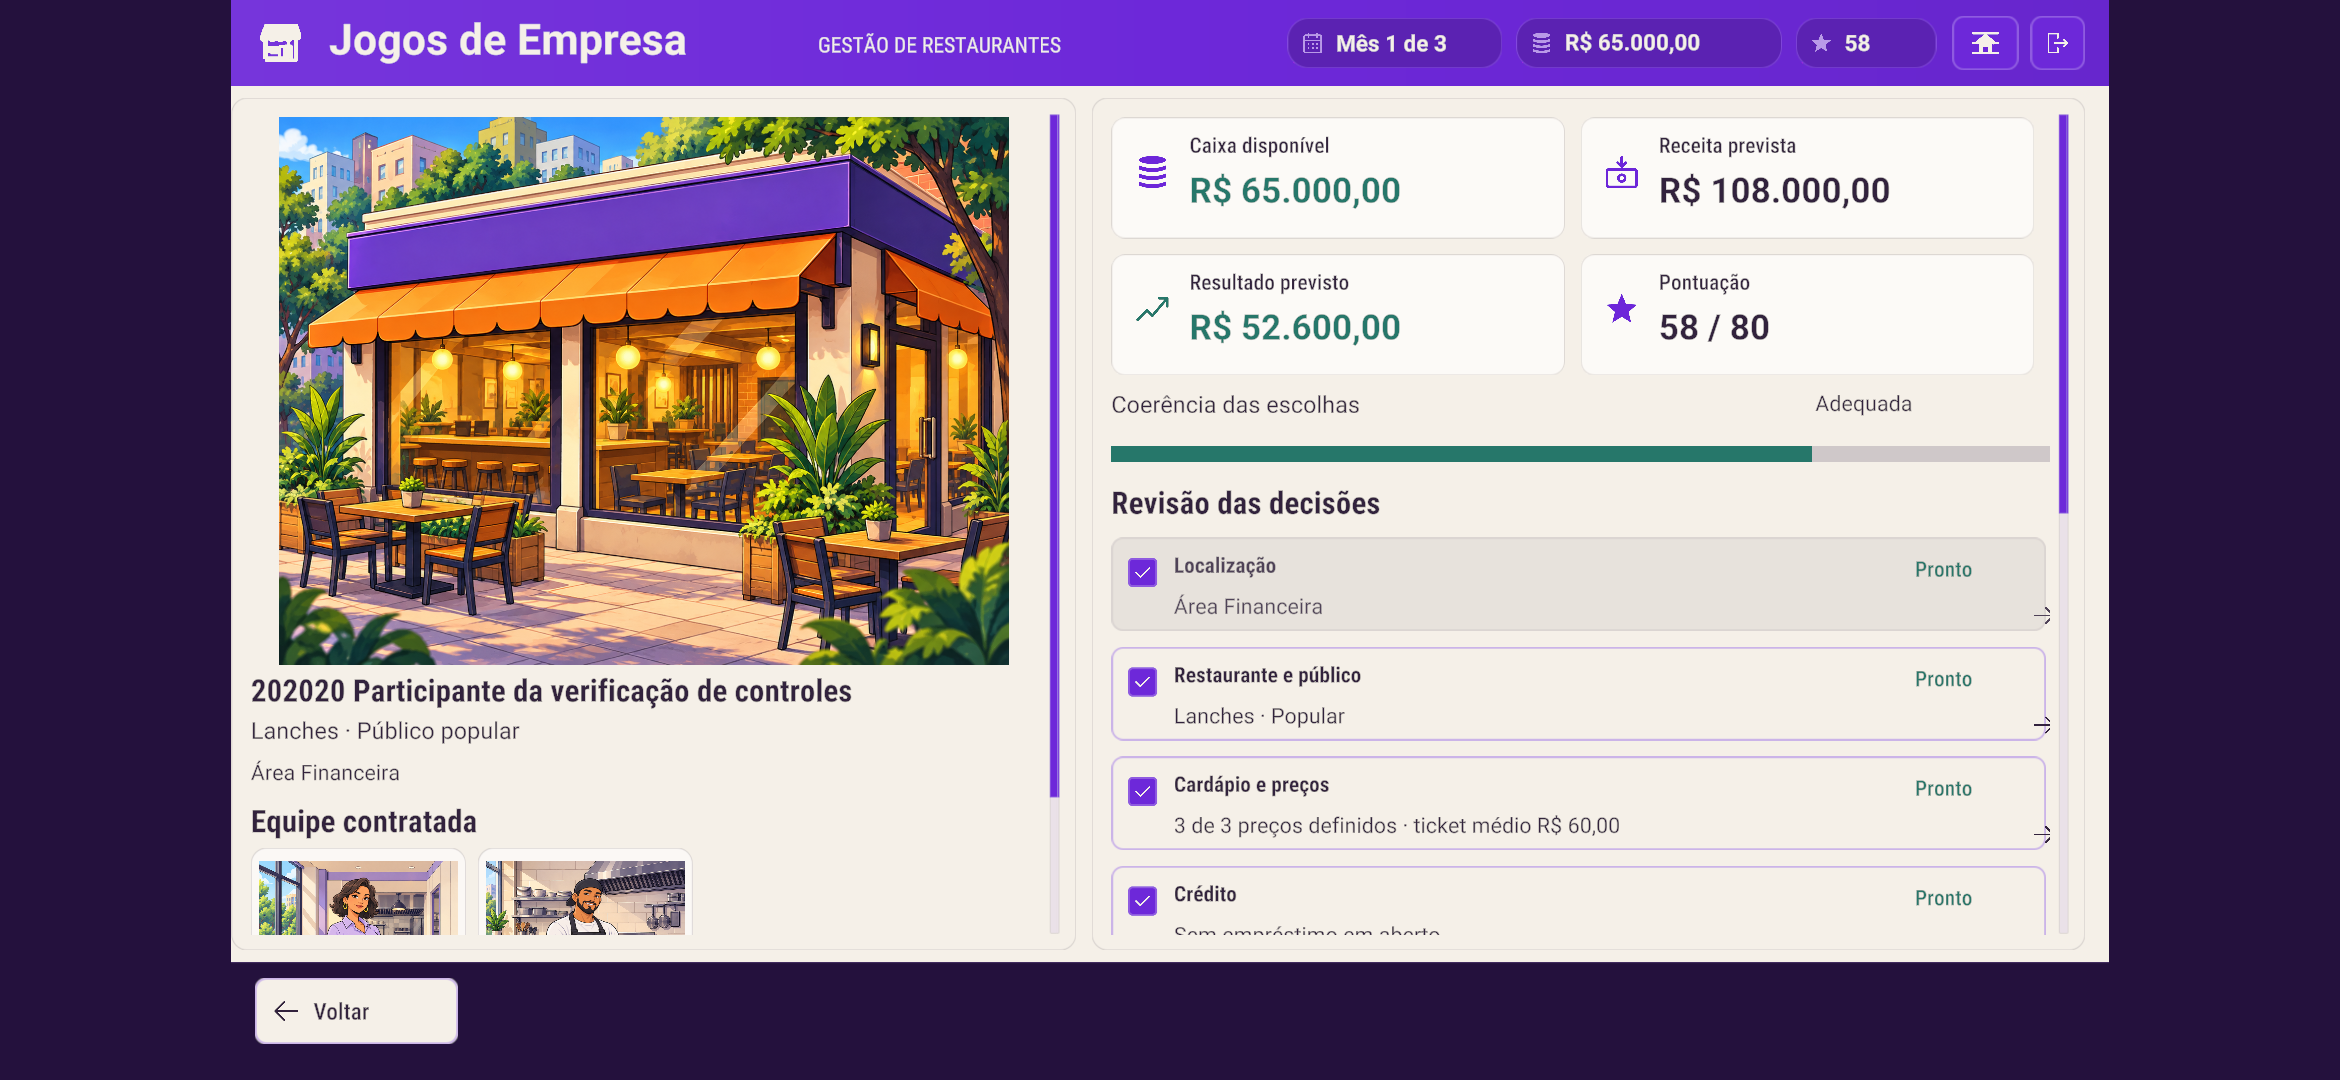 Jogos de Empresa
GESTÃO DE RESTAURANTES
Mês 1 de 3
R$ 65.000,00
58
202020 Participante da verificação de controles
Lanches · Público popular
Área Financeira
Equipe contratada
Caixa disponível
R$ 65.000,00
Receita prevista
R$ 108.000,00
Resultado previsto
R$ 52.600,00
Pontuação
58 / 80
Coerência das escolhas
Adequada
Revisão das decisões
Localização
Pronto
Área Financeira
Restaurante e público
Pronto
Lanches · Popular
Cardápio e preços
Pronto
3 de 3 preços definidos · ticket médio R$ 60,00
Crédito
Pronto
Sem empréstimo em aberto
Voltar